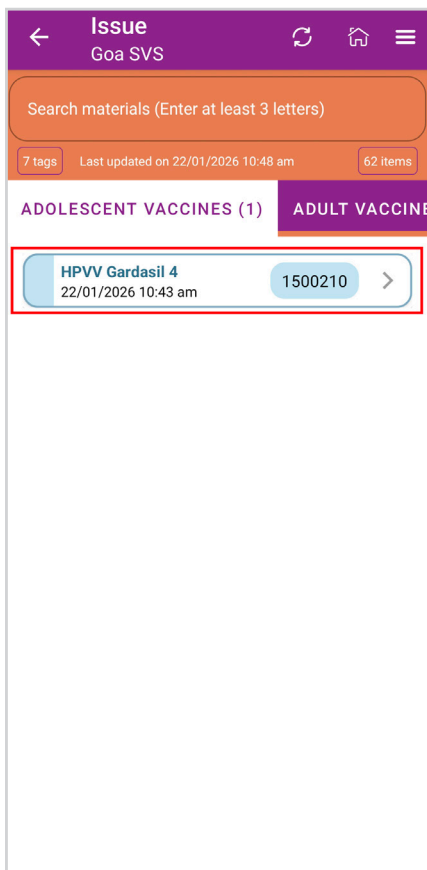 Issue
Goa SVS
Search materials (Enter at least 3 letters)
7 tags Last updated on 22/01/2026 10:48 am 62 items
ADOLESCENT VACCINES (1) ADULT VACCINE
HPVV Gardasil 4
22/01/2026 10:43 am
1500210